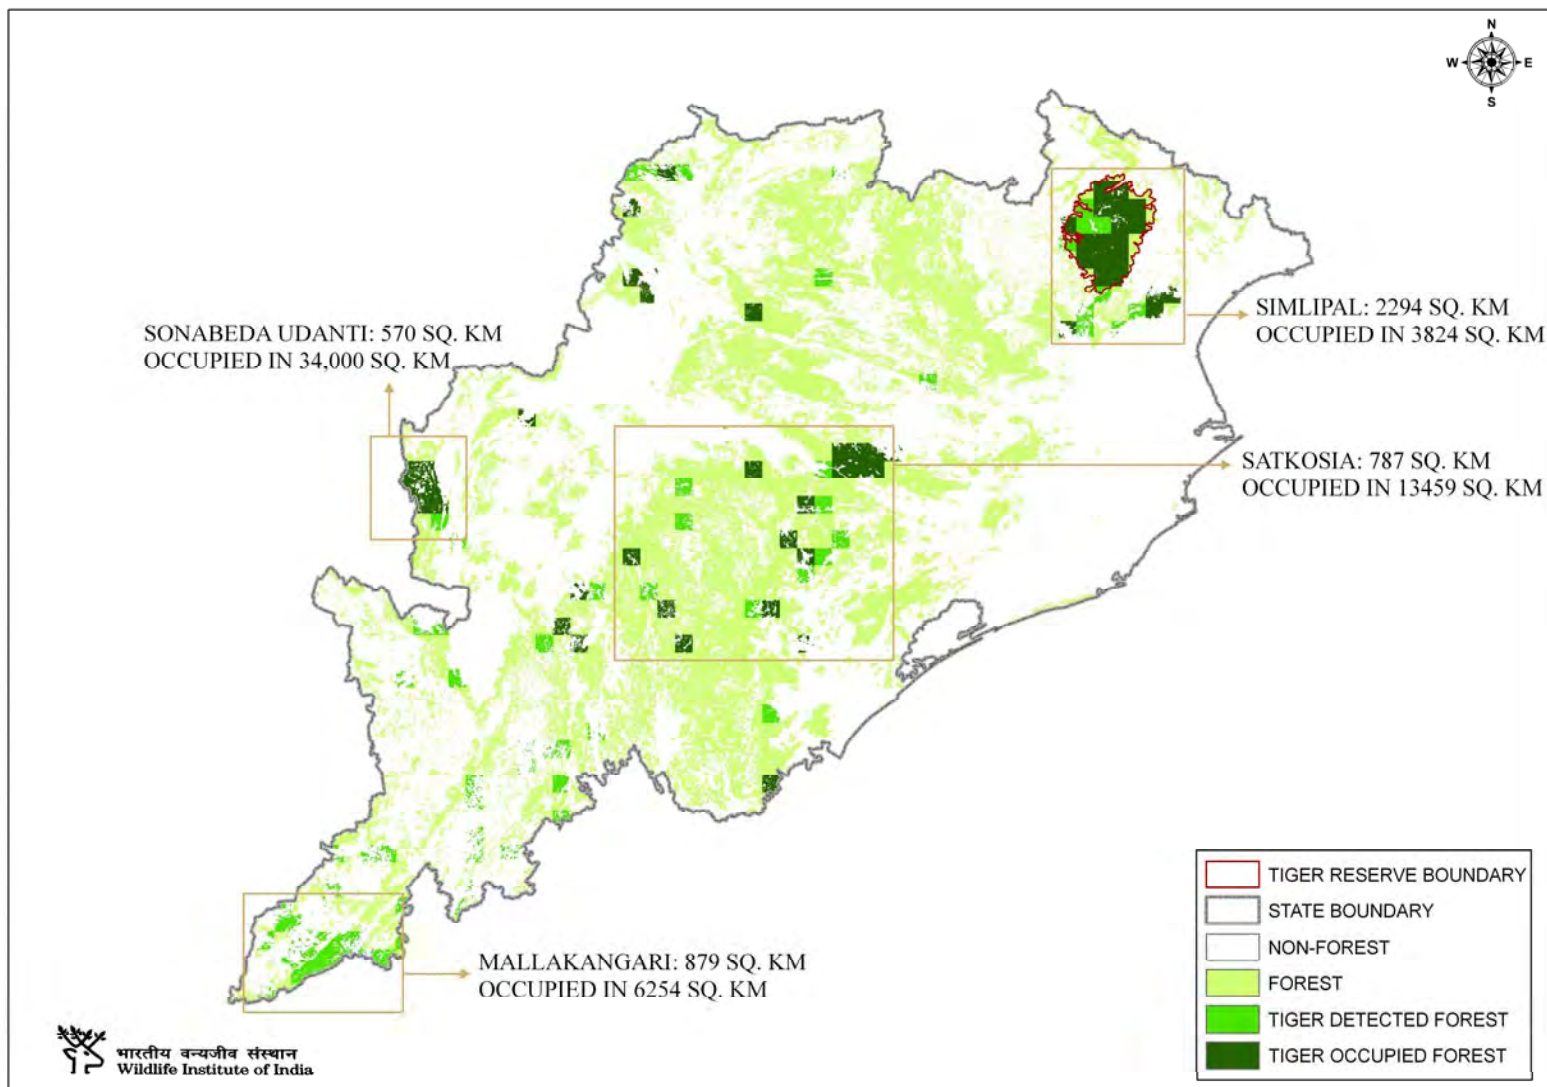 N
W E
S
SIMLIPAL: 2294 SQ. KM
OCCUPIED IN 3824 SQ. KM
SONABEDA UDANTI: 570 SQ. KM
OCCUPIED IN 34,000 SQ. KM
SATKOSIA: 787 SQ. KM
OCCUPIED IN 13459 SQ. KM
MALLAKANGARI: 879 SQ. KM
OCCUPIED IN 6254 SQ. KM
TIGER RESERVE BOUNDARY
STATE BOUNDARY
NON-FOREST
FOREST
TIGER DETECTED FOREST
TIGER OCCUPIED FOREST
भारतीय वन्यजीव संस्थान
Wildlife Institute of India